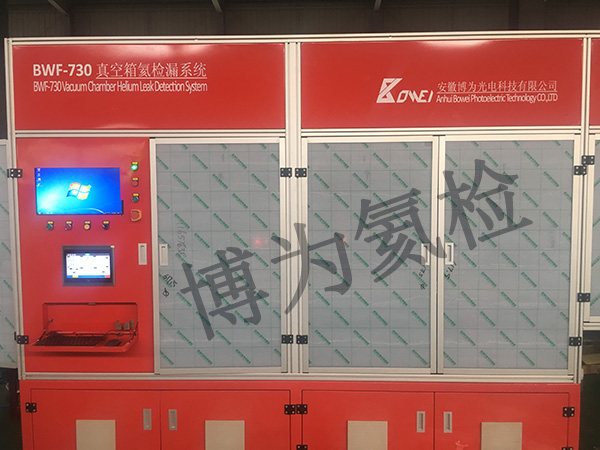 BWF-730 真空箱氦检漏系统
BWF-730 Vacuum Chamber Helium Leak Detection System
BOWEI
安徽博为光电科技有限公司
Anhui Bowei Photoelectric Technology CO.,LTD
博为氦检